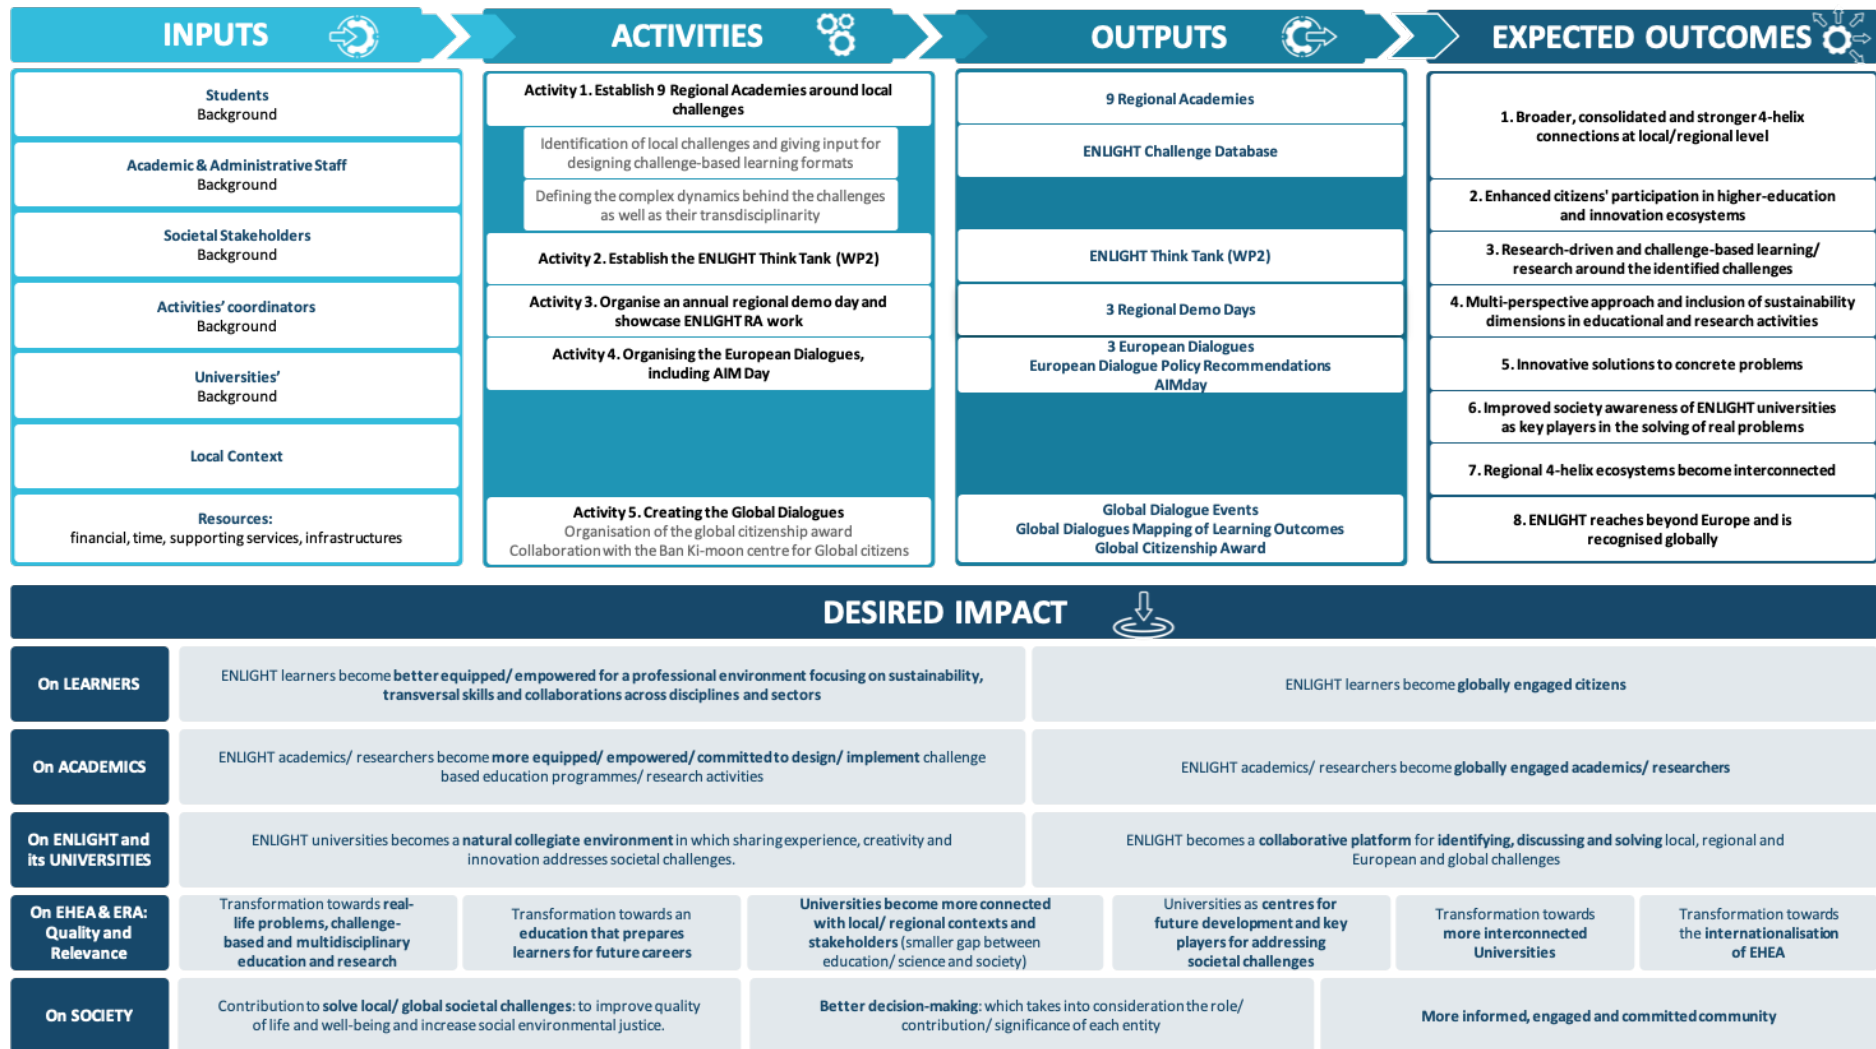 INPUTS
ACTIVITIES
OUTPUTS
EXPECTED OUTCOMES
Students
Background
Academic & Administrative Staff
Background
Societal Stakeholders
Background
Activities' coordinators
Background
Universities'
Background
Local Context
Resources:
financial, time, supporting services, infrastructures
Activity 1. Establish 9 Regional Academies around local
challenges
Identification of local challenges and giving input for
designing challenge-based learning formats
Defining the complex dynamics behind the challenges
as well as their transdisciplinarity
Activity 2. Establish the ENLIGHT Think Tank (WP2)
Activity 3. Organise an annual regional demo day and
showcase ENLIGHT RA work
Activity 4. Organising the European Dialogues,
including AIM Day
Activity 5. Creating the Global Dialogues
Organisation of the global citizenship award
Collaboration with the Ban Ki-moon centre for Global citizens
9 Regional Academies
ENLIGHT Challenge Database
ENLIGHT Think Tank (WP2)
3 Regional Demo Days
3 European Dialogues
European Dialogue Policy Recommendations
AIMday
Global Dialogue Events
Global Dialogues Mapping of Learning Outcomes
Global Citizenship Award
1. Broader, consolidated and stronger 4-helix
connections at local/regional level
2. Enhanced citizens' participation in higher-education
and innovation ecosystems
3. Research-driven and challenge-based learning/
research around the identified challenges
4. Multi-perspective approach and inclusion of sustainability
dimensions in educational and research activities
5. Innovative solutions to concrete problems
6. Improved society awareness of ENLIGHT universities
as key players in the solving of real problems
7. Regional 4-helix ecosystems become interconnected
8. ENLIGHT reaches beyond Europe and is
recognised globally
DESIRED IMPACT
On LEARNERS
ENLIGHT learners become better equipped/ empowered for a professional environment focusing on sustainability,
transversal skills and collaborations across disciplines and sectors
ENLIGHT learners become globally engaged citizens
On ACADEMICS
ENLIGHT academics/ researchers become more equipped/ empowered/ committed to design/ implement challenge
based education programmes/ research activities
ENLIGHT academics/ researchers become globally engaged academics/ researchers
On ENLIGHT and
its UNIVERSITIES
ENLIGHT universities becomes a natural collegiate environment in which sharing experience, creativity and
innovation addresses societal challenges.
ENLIGHT becomes a collaborative platform for identifying, discussing and solving local, regional and
European and global challenges
On EHEA & ERA:
Quality and
Relevance
Transformation towards real-
life problems, challenge-
based and multidisciplinary
education and research
Transformation towards an
education that prepares
learners for future careers
Universities become more connected
with local/ regional contexts and
stakeholders (smaller gap between
education/ science and society)
Universities as centres for
future development and key
players for addressing
societal challenges
Transformation towards
more interconnected
Universities
Transformation towards
the internationalisation
of EHEA
On SOCIETY
Contribution to solve local/ global societal challenges: to improve quality
of life and well-being and increase social environmental justice.
Better decision-making: which takes into consideration the role/
contribution/ significance of each entity
More informed, engaged and committed community